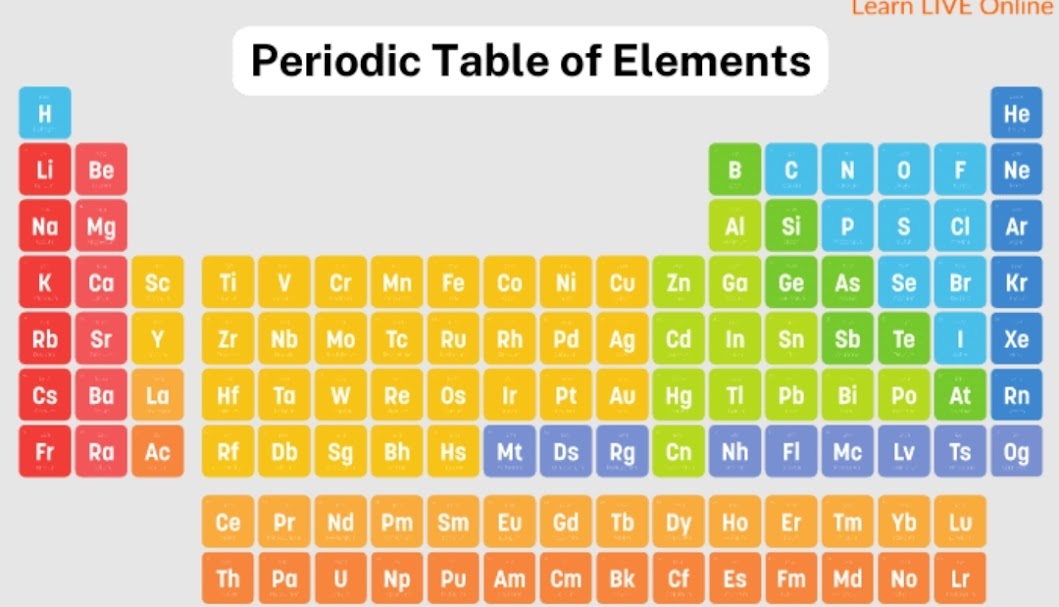 Learn LIVE Online
Periodic Table of Elements
H He
Li Be B C N O F Ne
Na Mg Al Si P S Cl Ar
K Ca Sc Ti V Cr Mn Fe Co Ni Cu Zn Ga Ge As Se Br Kr
Rb Sr Y Zr Nb Mo Tc Ru Rh Pd Ag Cd In Sn Sb Te I Xe
Cs Ba La Hf Ta W Re Os Ir Pt Au Hg Tl Pb Bi Po At Rn
Fr Ra Ac Rf Db Sg Bh Hs Mt Ds Rg Cn Nh Fl Mc Lv Ts Og
Ce Pr Nd Pm Sm Eu Gd Tb Dy Ho Er Tm Yb Lu
Th Pa U Np Pu Am Cm Bk Cf Es Fm Md No Lr